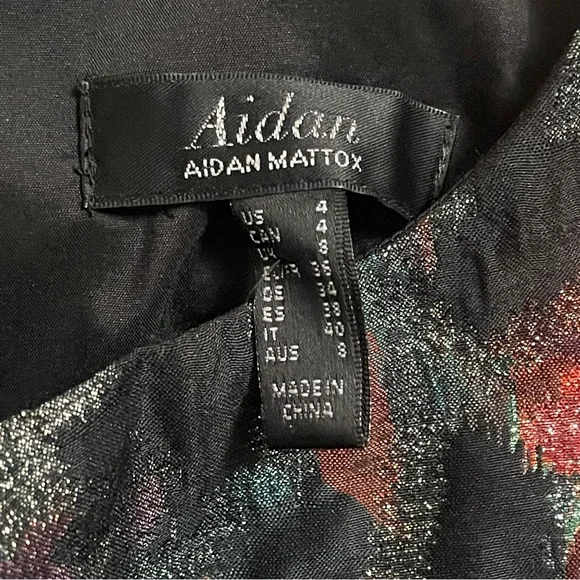 Aidan
AIDAN MATTOX
US 4
CAN 4
UK 8
EUR 36
DE 34
ES 38
IT 40
AUS 8
MADE IN
CHINA